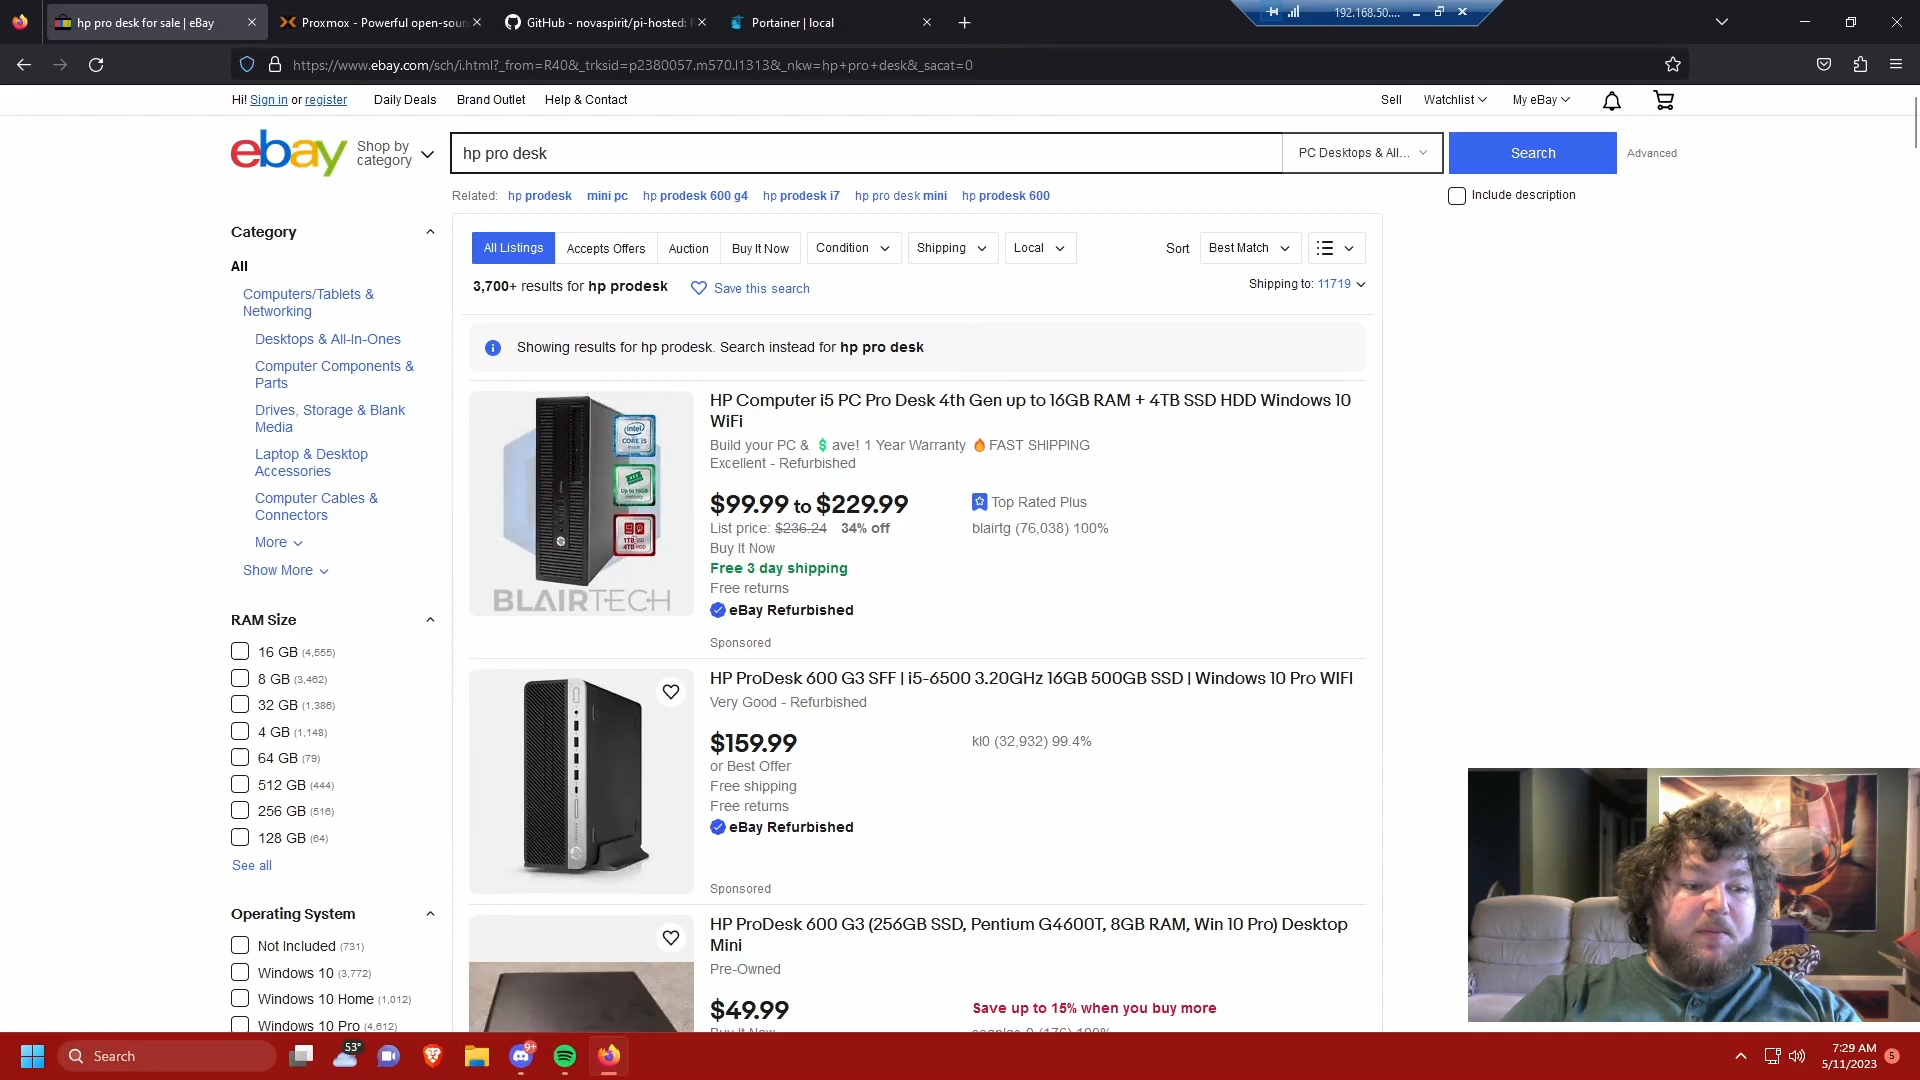 hp pro desk for sale | eBay
Proxmox - Powerful open-sour
GitHub - novaspirit/pi-hosted:
Portainer | local
192.168.50....
https://www.ebay.com/sch/i.html?_from=R40&_trksid=p2380057.m570.l1313&_nkw=hp+pro+desk&_sacat=0
Hi! Sign in or register
Daily Deals
Brand Outlet
Help & Contact
Sell
Watchlist
My eBay
ebay
Shop by
category
hp pro desk
PC Desktops & All...
Search
Advanced
Related: hp prodesk mini pc hp prodesk 600 g4 hp prodesk i7 hp pro desk mini hp prodesk 600
Include description
Category
All
Computers/Tablets &
Networking
Desktops & All-In-Ones
Computer Components &
Parts
Drives, Storage & Blank
Media
Laptop & Desktop
Accessories
Computer Cables &
Connectors
More
Show More
RAM Size
16 GB (4,555)
8 GB (3,462)
32 GB (1,386)
4 GB (1,148)
64 GB (79)
512 GB (444)
256 GB (516)
128 GB (64)
See all
Operating System
Not Included (731)
Windows 10 (3,772)
Windows 10 Home (1,012)
Windows 10 Pro (4,612)
All Listings
Accepts Offers
Auction
Buy It Now
Condition
Shipping
Local
Sort
Best Match
3,700+ results for hp prodesk
Save this search
Shipping to: 11719
Showing results for hp prodesk. Search instead for hp pro desk
intel
CORE i5
Up to 16GB
1TB SSD
4TB HDD
BLAIRTECH
HP Computer i5 PC Pro Desk 4th Gen up to 16GB RAM + 4TB SSD HDD Windows 10
WiFi
Build your PC & 💲ave! 1 Year Warranty 🔥FAST SHIPPING
Excellent - Refurbished
$99.99 to $229.99
Top Rated Plus
List price: $236.24 34% off
blairtg (76,038) 100%
Buy It Now
Free 3 day shipping
Free returns
eBay Refurbished
Sponsored
HP ProDesk 600 G3 SFF | i5-6500 3.20GHz 16GB 500GB SSD | Windows 10 Pro WIFI
Very Good - Refurbished
$159.99
kl0 (32,932) 99.4%
or Best Offer
Free shipping
Free returns
eBay Refurbished
Sponsored
HP ProDesk 600 G3 (256GB SSD, Pentium G4600T, 8GB RAM, Win 10 Pro) Desktop
Mini
Pre-Owned
$49.99
Save up to 15% when you buy more
Buy It Now
Search
53°
9+
7:29 AM
5/11/2023
5